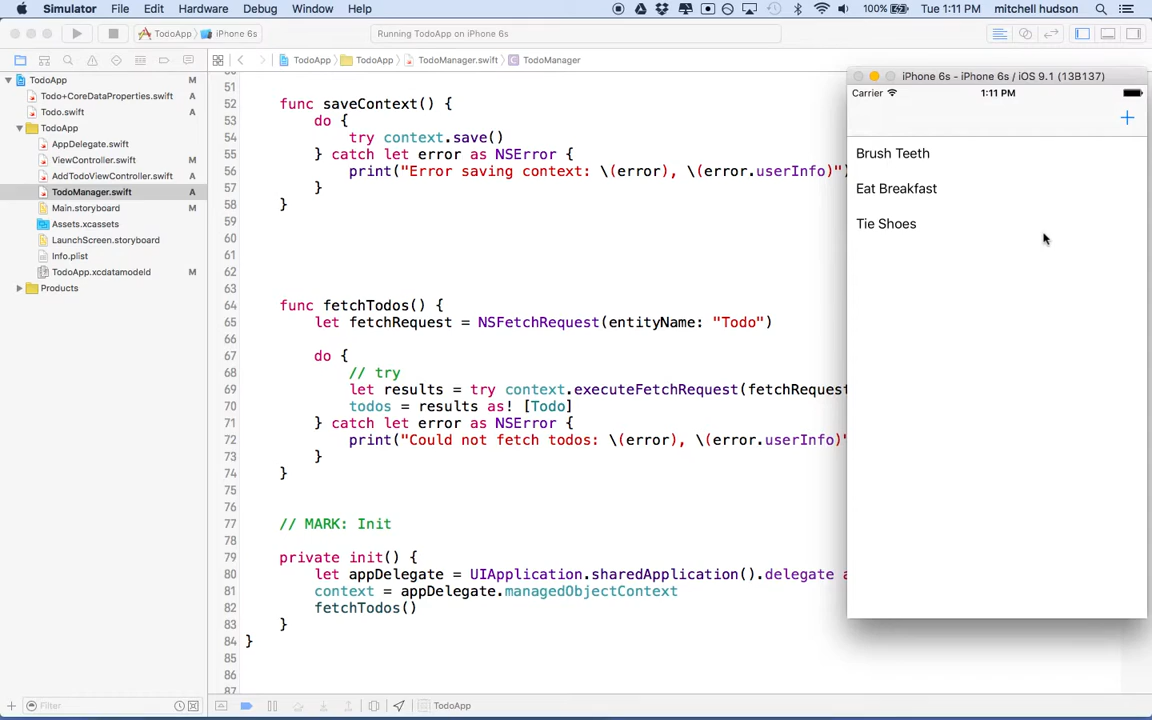 Simulator File Edit Hardware Debug Window Help 100% Tue 1:11 PM mitchell hudson
TodoApp iPhone 6s Running TodoApp on iPhone 6s
TodoApp TodoApp TodoManager.swift TodoManager
TodoApp M
Todo+CoreDataProperties.swift A
Todo.swift A
TodoApp
AppDelegate.swift
ViewController.swift M
AddTodoViewController.swift A
TodoManager.swift A
Main.storyboard M
Assets.xcassets
LaunchScreen.storyboard
Info.plist
TodoApp.xcdatamodeld M
Products
Filter
51
52 func saveContext() {
53 do {
54 try context.save()
55 } catch let error as NSError {
56 print("Error saving context: \(error), \(error.userInfo)")
57 }
58 }
59
60
61
62
63
64 func fetchTodos() {
65 let fetchRequest = NSFetchRequest(entityName: "Todo")
66
67 do {
68 // try
69 let results = try context.executeFetchRequest(fetchRequest
70 todos = results as! [Todo]
71 } catch let error as NSError {
72 print("Could not fetch todos: \(error), \(error.userInfo)"
73 }
74 }
75
76
77 // MARK: Init
78
79 private init() {
80 let appDelegate = UIApplication.sharedApplication().delegate a
81 context = appDelegate.managedObjectContext
82 fetchTodos()
83 }
84 }
85
86
87
TodoApp
iPhone 6s - iPhone 6s / iOS 9.1 (13B137)
Carrier 1:11 PM
+
Brush Teeth
Eat Breakfast
Tie Shoes